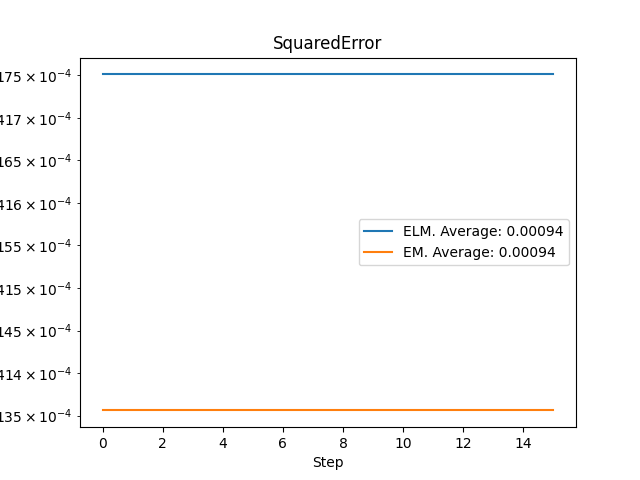 SquaredError
175 × 10⁻⁴
417 × 10⁻⁴
165 × 10⁻⁴
416 × 10⁻⁴
155 × 10⁻⁴
415 × 10⁻⁴
145 × 10⁻⁴
414 × 10⁻⁴
135 × 10⁻⁴
ELM. Average: 0.00094
EM. Average: 0.00094
0 2 4 6 8 10 12 14
Step